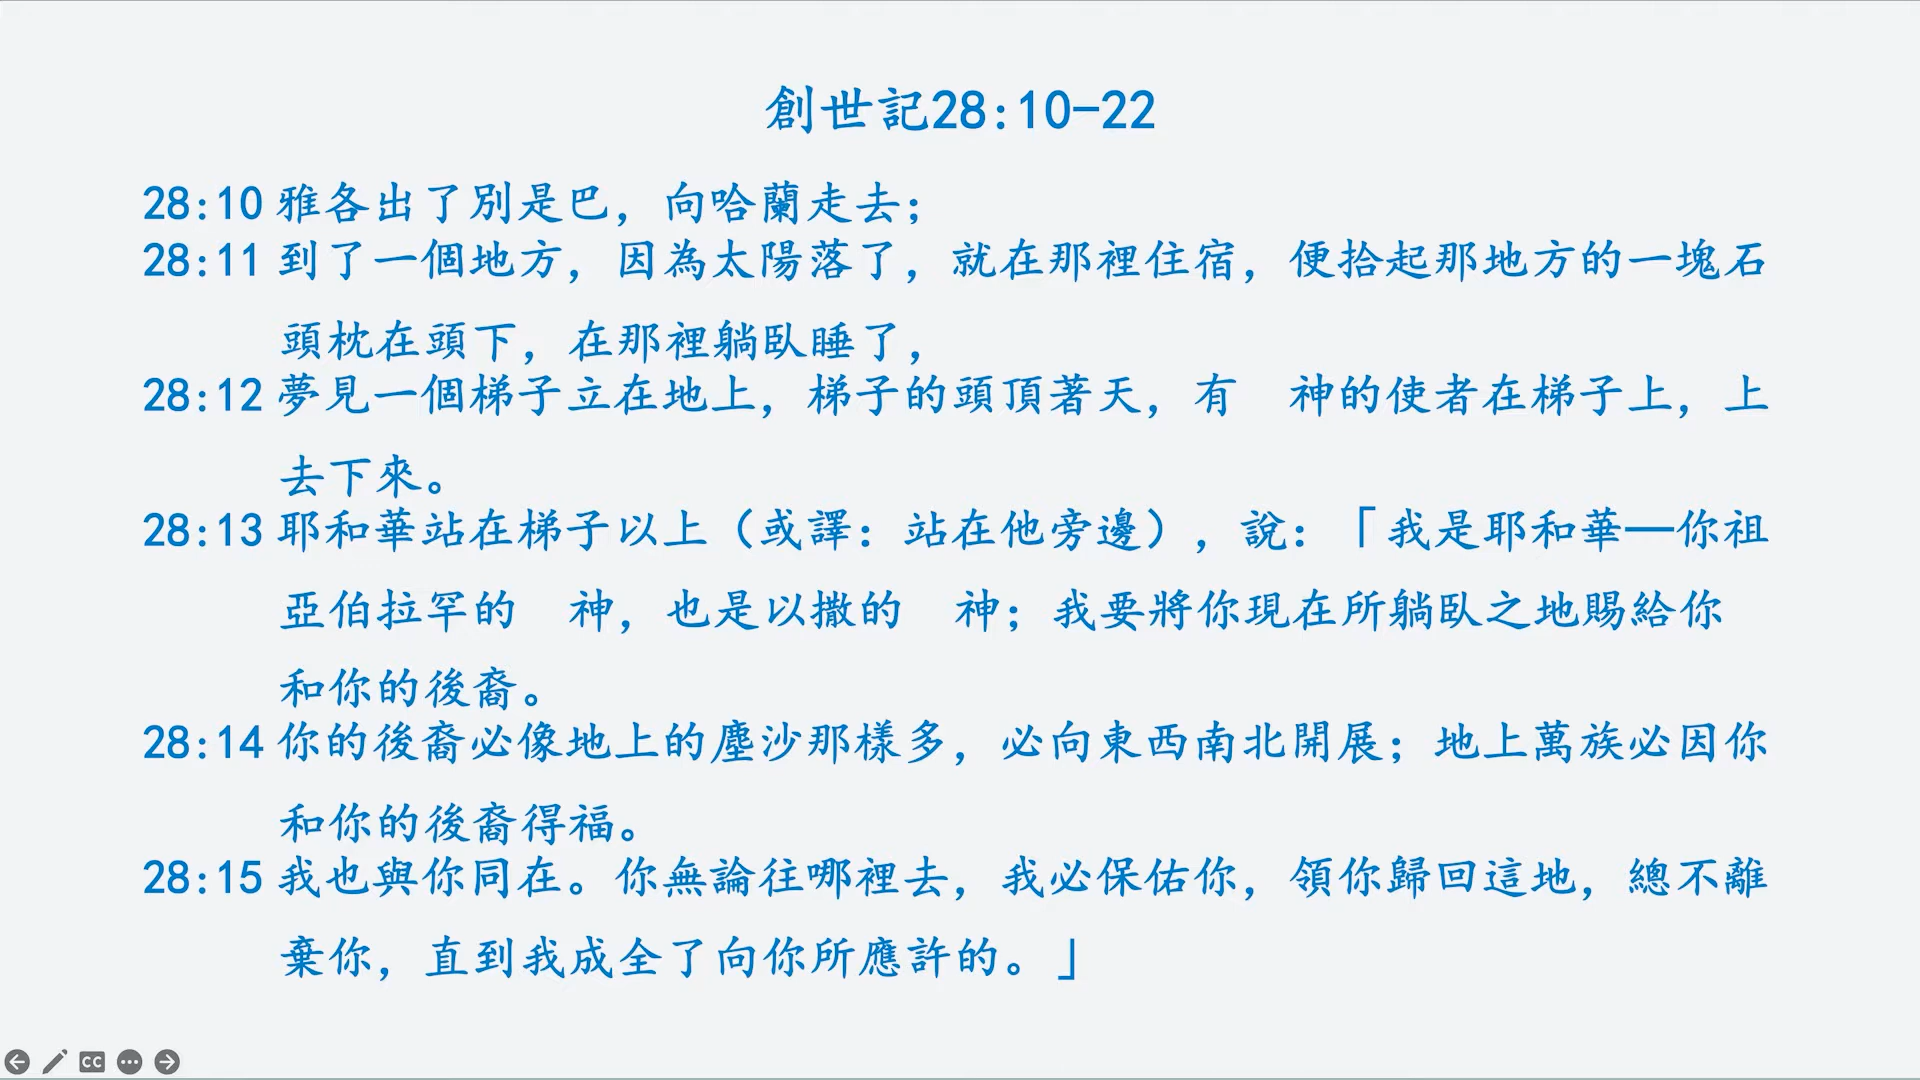 創世記28:10-22
28:10 雅各出了別是巴，向哈蘭走去；
28:11 到了一個地方，因為太陽落了，就在那裡住宿，便拾起那地方的一塊石
頭枕在頭下，在那裡躺臥睡了，
28:12 夢見一個梯子立在地上，梯子的頭頂著天，有　神的使者在梯子上，上
去下來。
28:13 耶和華站在梯子以上（或譯：站在他旁邊），說：「我是耶和華—你祖
亞伯拉罕的　神，也是以撒的　神；我要將你現在所躺臥之地賜給你
和你的後裔。
28:14 你的後裔必像地上的塵沙那樣多，必向東西南北開展；地上萬族必因你
和你的後裔得福。
28:15 我也與你同在。你無論往哪裡去，我必保佑你，領你歸回這地，總不離
棄你，直到我成全了向你所應許的。」
CC